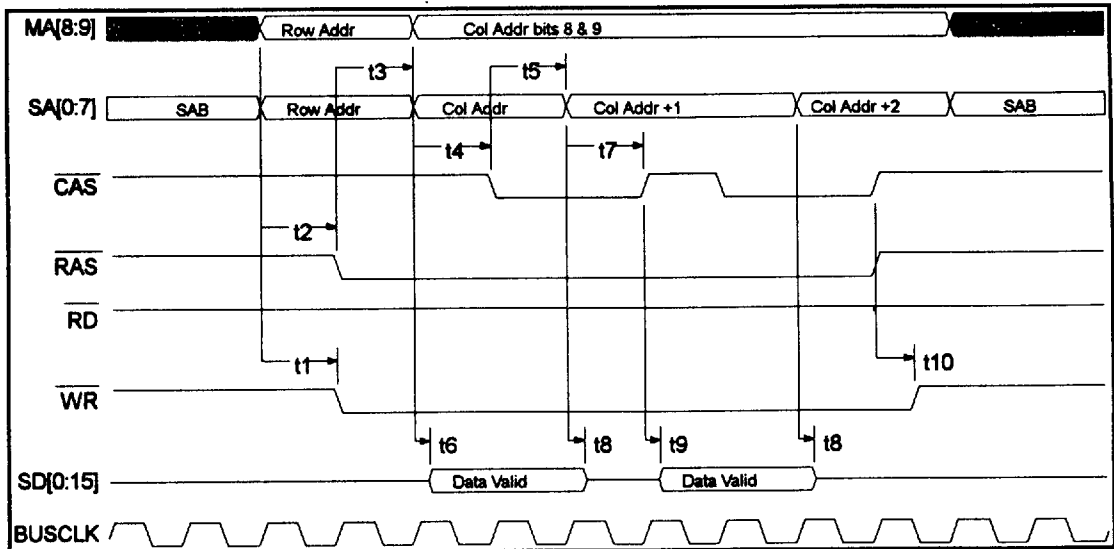 MA[8:9] Row Addr Col Addr bits 8 & 9
t3 t5
SA[0:7] SAB Row Addr Col Addr Col Addr +1 Col Addr +2 SAB
t4 t7
CAS
t2
RAS
RD
t1 t10
WR
t6 t8 t9 t8
SD[0:15] Data Valid Data Valid
BUSCLK